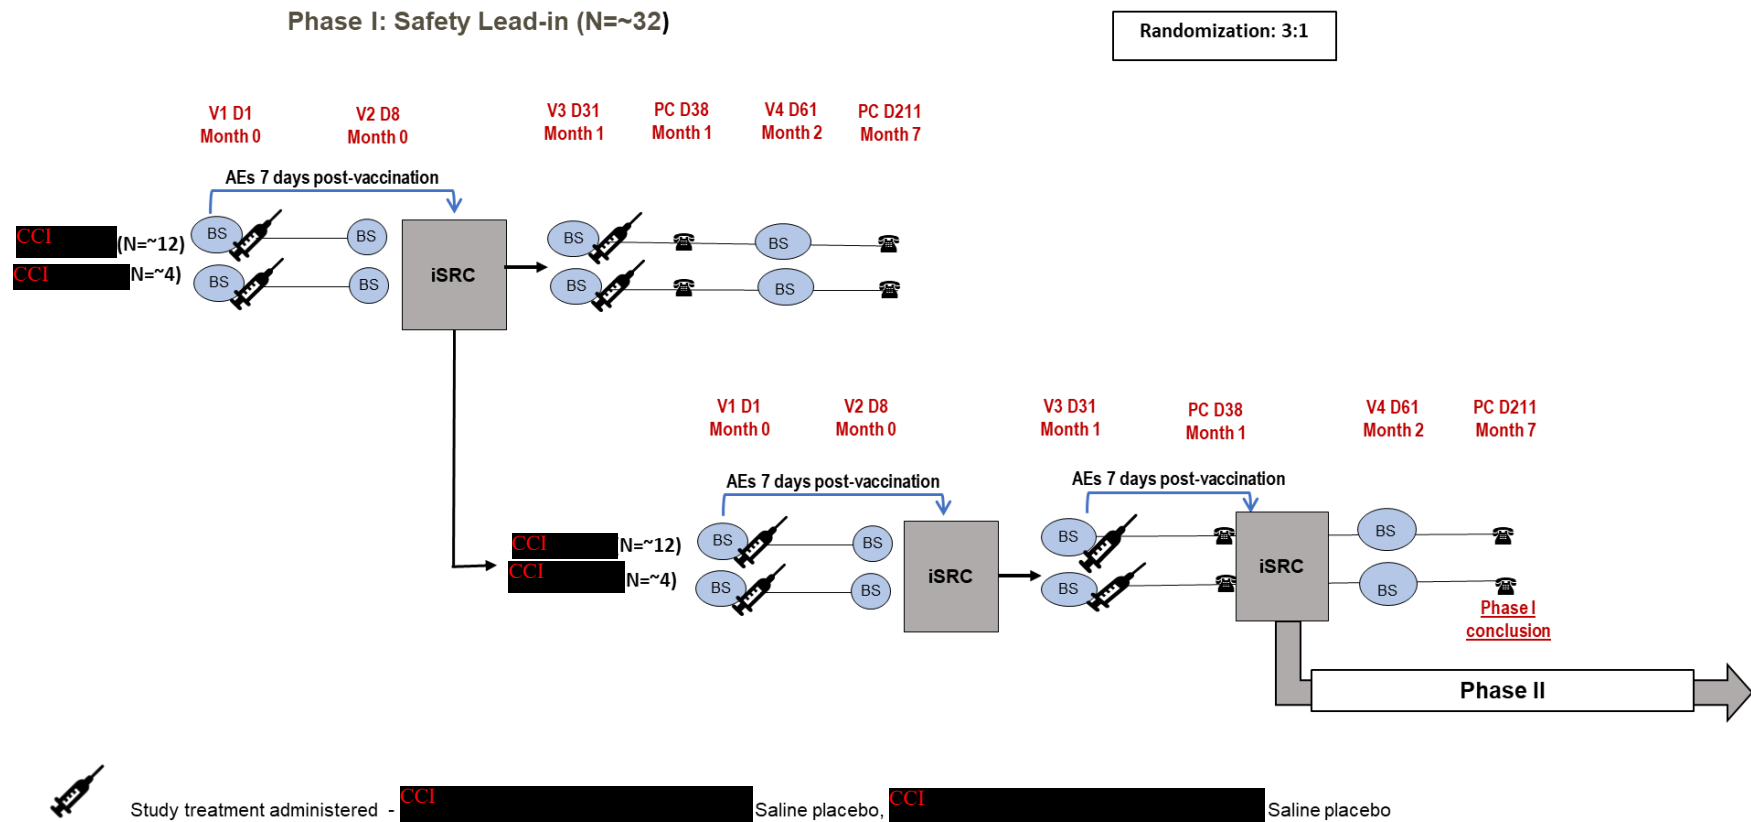 Phase I: Safety Lead-in (N=~32)
Randomization: 3:1
V1 D1
Month 0
V2 D8
Month 0
V3 D31
Month 1
PC D38
Month 1
V4 D61
Month 2
PC D211
Month 7
AEs 7 days post-vaccination
CCI (N=~12)
BS
BS
iSRC
BS
BS
CCI N=~4)
BS
BS
BS
BS
V1 D1
Month 0
V2 D8
Month 0
V3 D31
Month 1
PC D38
Month 1
V4 D61
Month 2
PC D211
Month 7
AEs 7 days post-vaccination
AEs 7 days post-vaccination
CCI N=~12)
BS
BS
iSRC
BS
iSRC
BS
CCI N=~4)
BS
BS
BS
BS
Phase I
conclusion
Phase II
Study treatment administered - CCI Saline placebo, CCI Saline placebo